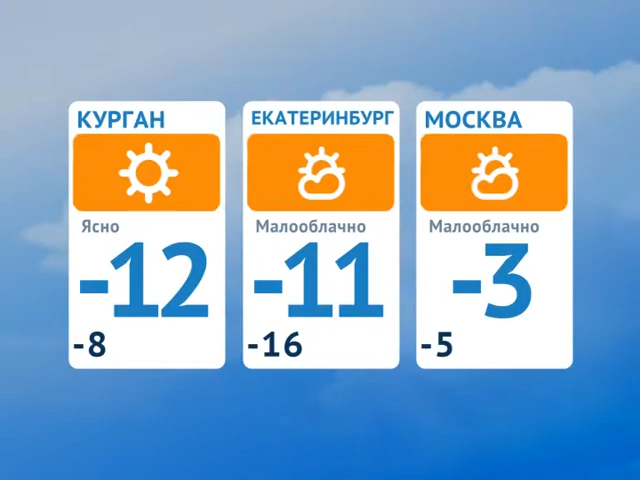 КУРГАН
Ясно
-12
-8
ЕКАТЕРИНБУРГ
Малооблачно
-11
-16
МОСКВА
Малооблачно
-3
-5